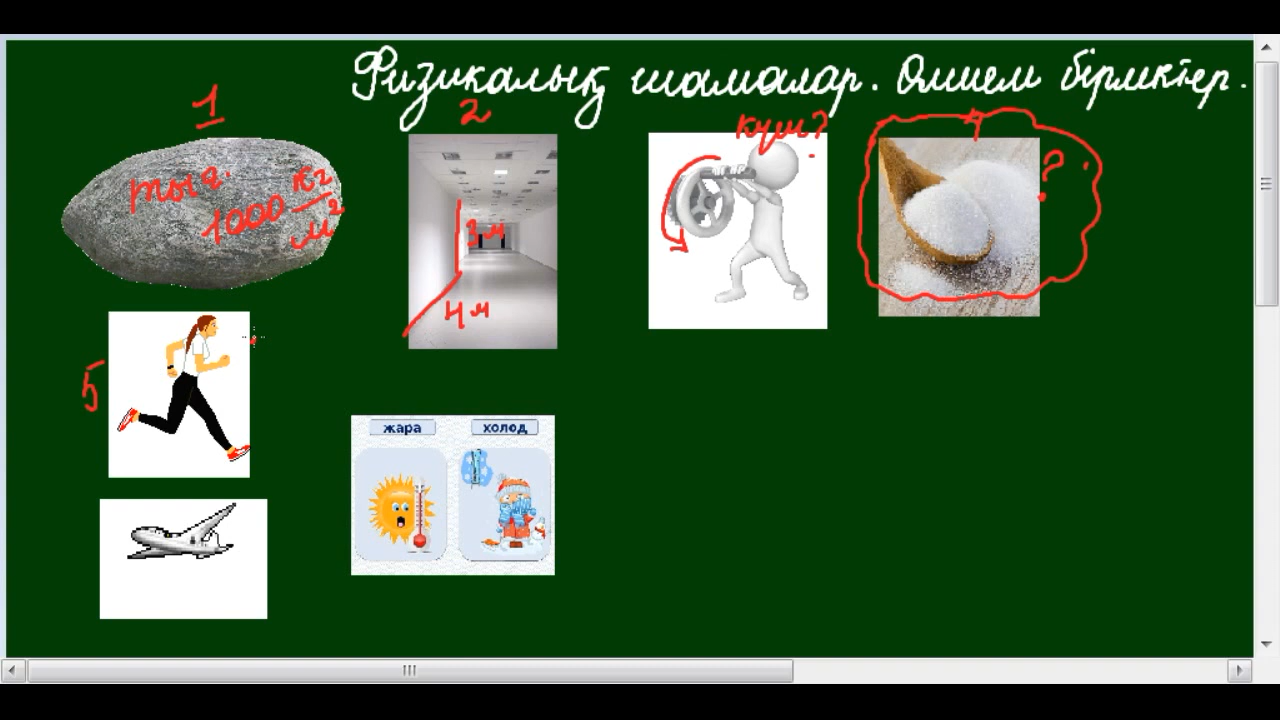 Физикалық шамалар. Өлшем бірліктер.
1
тығ.
1000 кг/м²
2
3 м
4 м
күш?
4
?
5
жара
холод